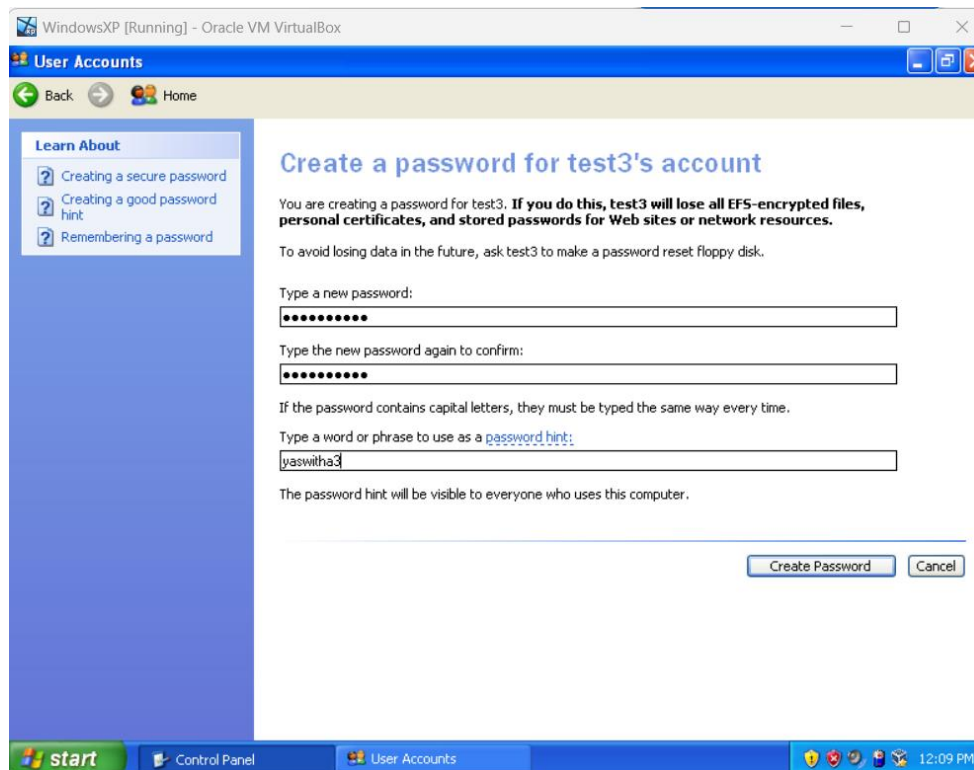 WindowsXP [Running] - Oracle VM VirtualBox
User Accounts
Back
Home
Learn About
Creating a secure password
Creating a good password
hint
Remembering a password
Create a password for test3's account
You are creating a password for test3. If you do this, test3 will lose all EFS-encrypted files,
personal certificates, and stored passwords for Web sites or network resources.
To avoid losing data in the future, ask test3 to make a password reset floppy disk.
Type a new password:
●●●●●●●●●●
Type the new password again to confirm:
●●●●●●●●●●
If the password contains capital letters, they must be typed the same way every time.
Type a word or phrase to use as a password hint:
yaswitha3
The password hint will be visible to everyone who uses this computer.
Create Password
Cancel
start
Control Panel
User Accounts
12:09 PM